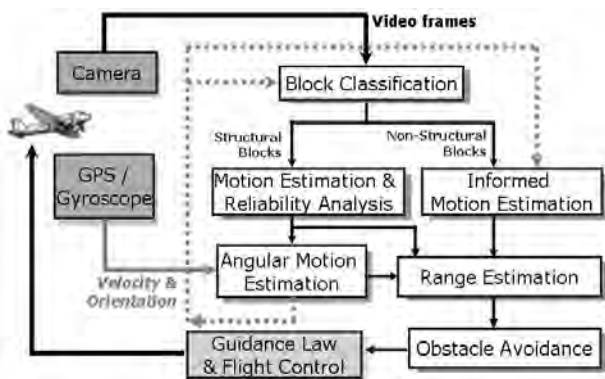 Video frames
Camera
Block Classification
Structural
Blocks
Non-Structural
Blocks
GPS /
Gyroscope
Motion Estimation &
Reliability Analysis
Informed
Motion Estimation
Velocity &
Orientation
Angular Motion
Estimation
Range Estimation
Guidance Law
& Flight Control
Obstacle Avoidance